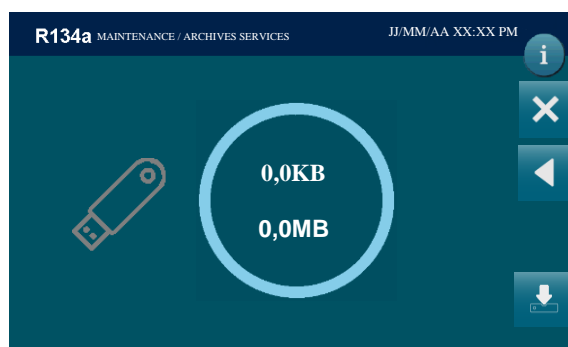 R134a MAINTENANCE / ARCHIVES SERVICES JJ/MM/AA XX:XX PM
i
0,0KB
0,0MB